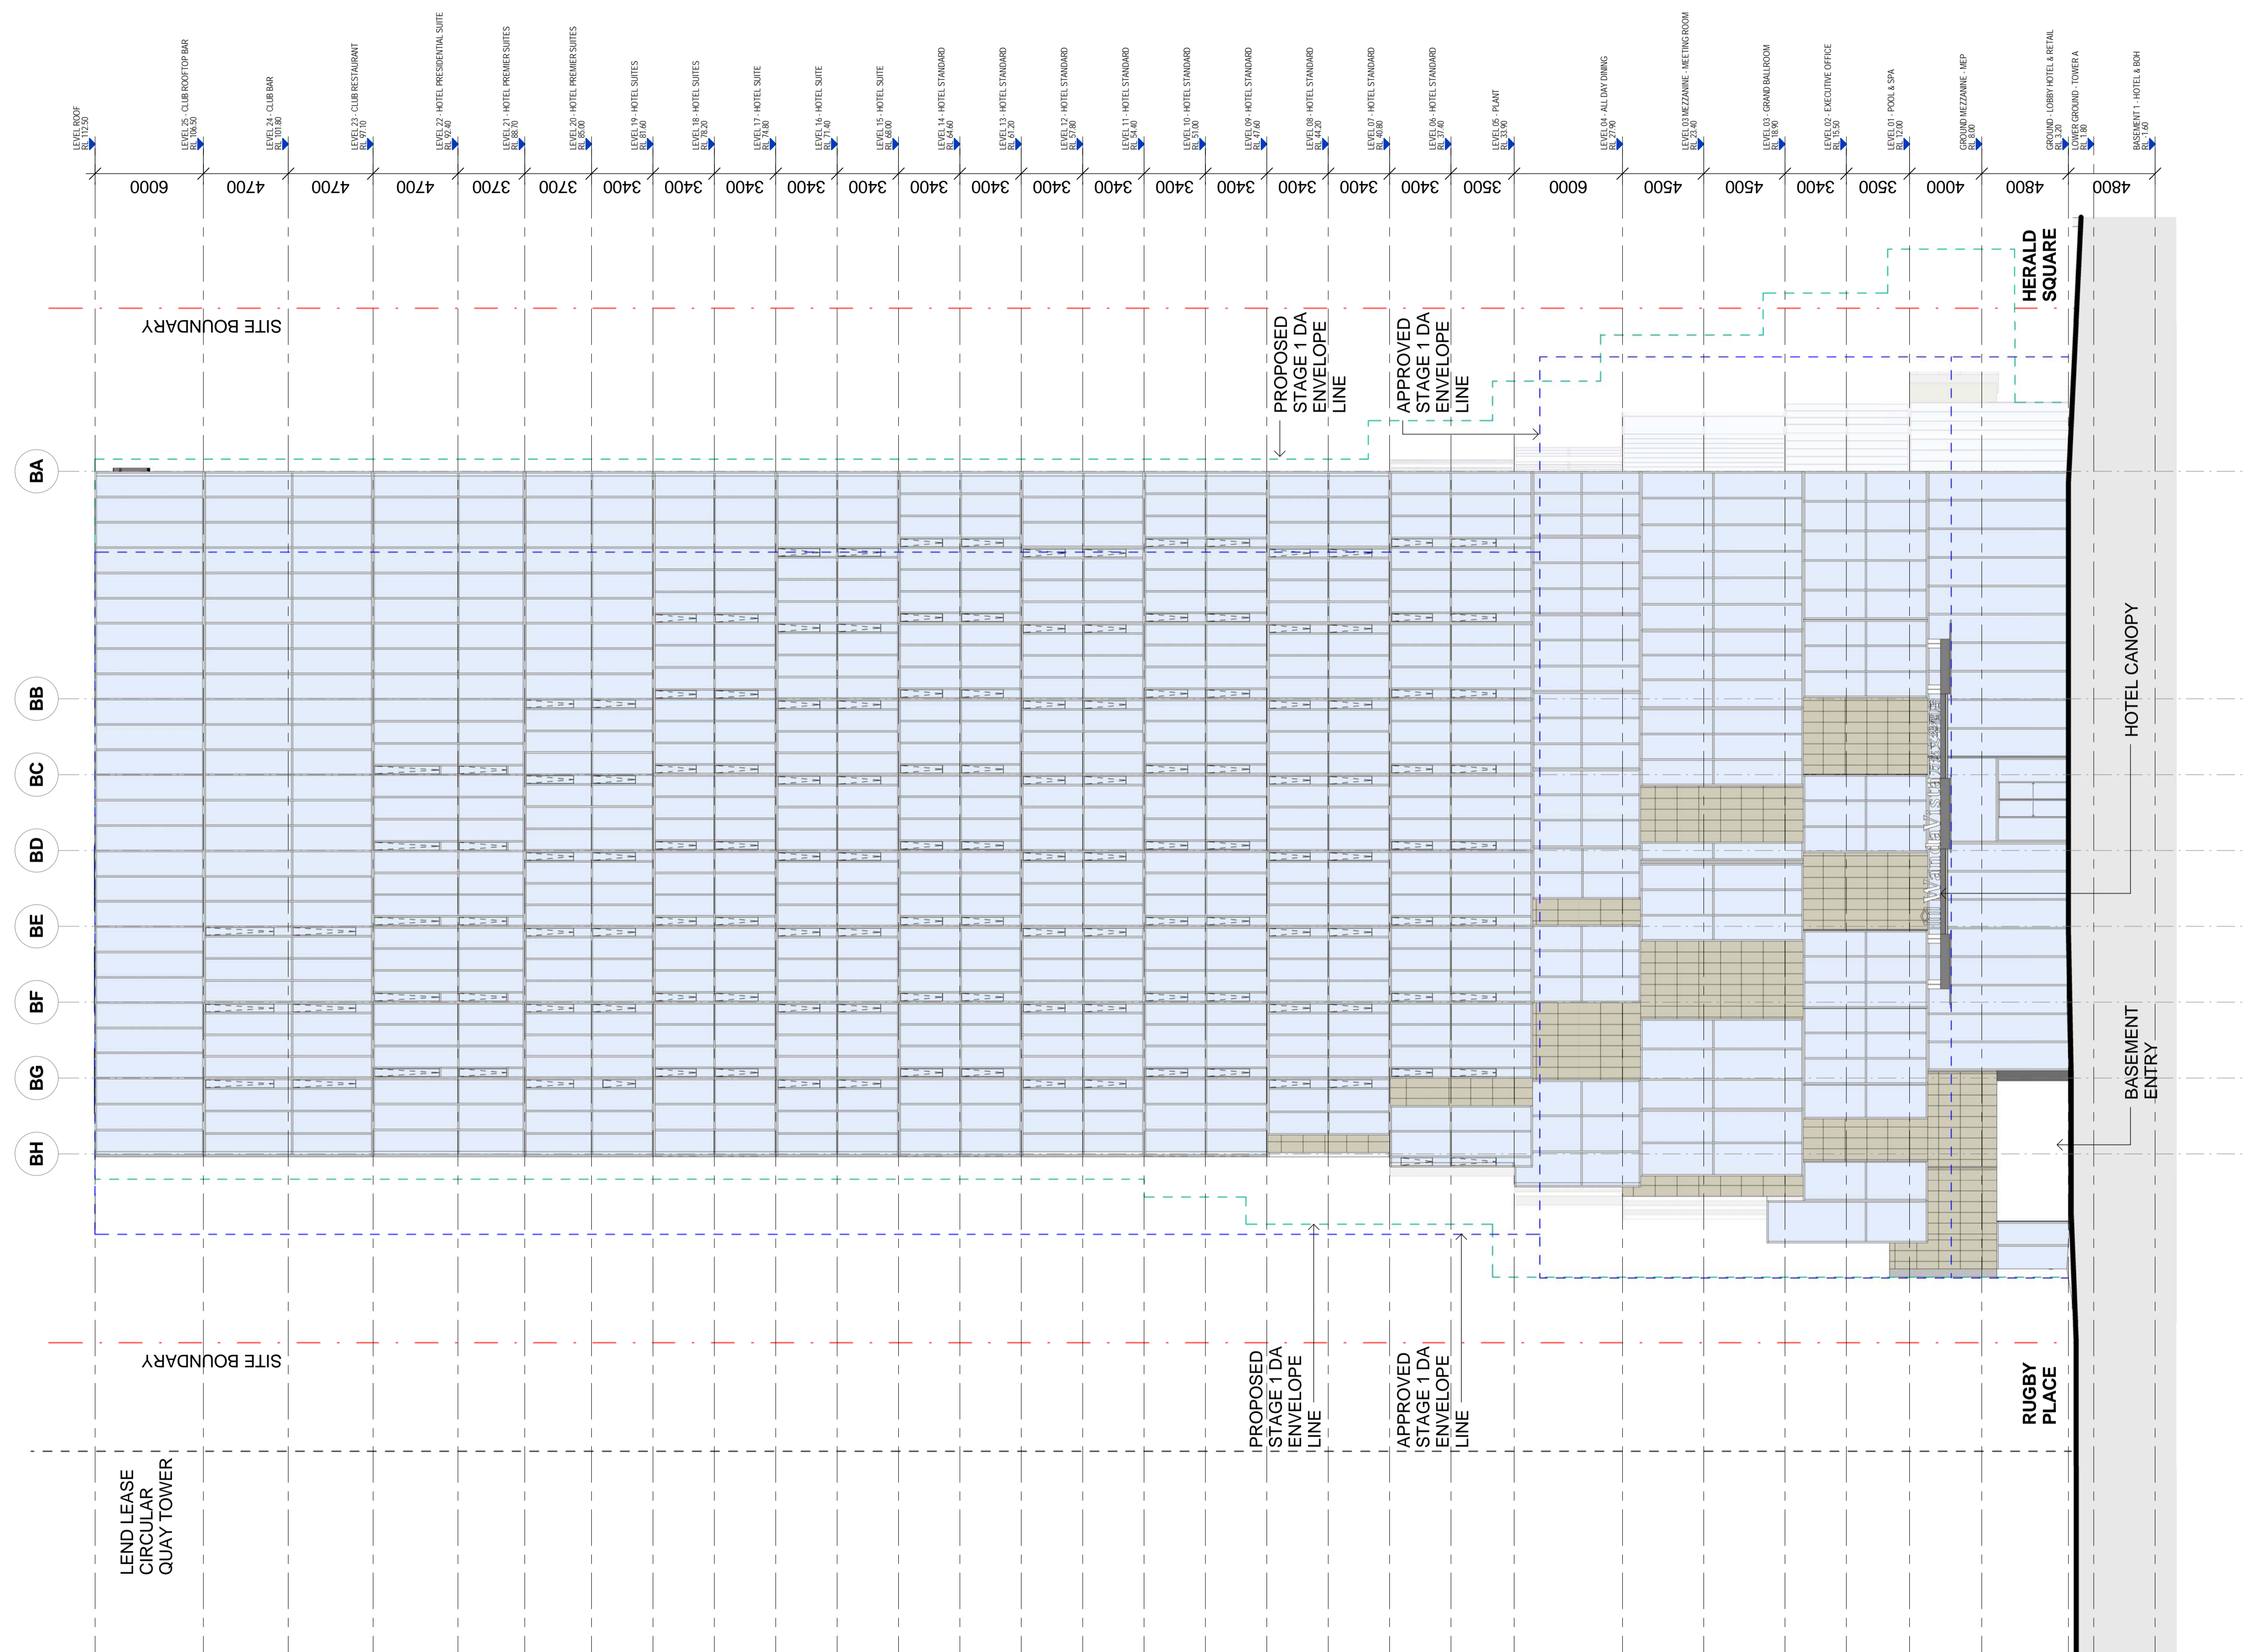 LEVEL ROOF
RL 112.50
LEVEL 25 - CLUB ROOFTOP BAR
RL 106.50
LEVEL 24 - CLUB BAR
RL 101.80
LEVEL 23 - CLUB RESTAURANT
RL 97.10
LEVEL 22 - HOTEL PRESIDENTIAL SUITE
RL 92.40
LEVEL 21 - HOTEL PREMIER SUITES
RL 88.70
LEVEL 20 - HOTEL PREMIER SUITES
RL 85.00
LEVEL 19 - HOTEL SUITES
RL 81.60
LEVEL 18 - HOTEL SUITES
RL 78.20
LEVEL 17 - HOTEL SUITE
RL 74.80
LEVEL 16 - HOTEL SUITE
RL 71.40
LEVEL 15 - HOTEL SUITE
RL 68.00
LEVEL 14 - HOTEL STANDARD
RL 64.60
LEVEL 13 - HOTEL STANDARD
RL 61.20
LEVEL 12 - HOTEL STANDARD
RL 57.80
LEVEL 11 - HOTEL STANDARD
RL 54.40
LEVEL 10 - HOTEL STANDARD
RL 51.00
LEVEL 09 - HOTEL STANDARD
RL 47.60
LEVEL 08 - HOTEL STANDARD
RL 44.20
LEVEL 07 - HOTEL STANDARD
RL 40.80
LEVEL 06 - HOTEL STANDARD
RL 37.40
LEVEL 05 - PLANT
RL 33.90
LEVEL 04 - ALL DAY DINING
RL 27.90
LEVEL 03 MEZZANINE - MEETING ROOM
RL 23.40
LEVEL 03 - GRAND BALLROOM
RL 18.90
LEVEL 02 - EXECUTIVE OFFICE
RL 15.50
LEVEL 01 - POOL & SPA
RL 12.00
GROUND MEZZANINE - MEP
RL 8.00
GROUND - LOBBY HOTEL & RETAIL
RL 3.20
LOWER GROUND - TOWER A
RL 1.80
BASEMENT 1 - HOTEL & BOH
RL -1.60
6000
4700
4700
4700
3700
3700
3400
3400
3400
3400
3400
3400
3400
3400
3400
3400
3400
3400
3400
3400
3500
6000
4500
4500
3400
3500
4000
4800
4800
SITE BOUNDARY
PROPOSED
STAGE 1 DA
ENVELOPE
LINE
APPROVED
STAGE 1 DA
ENVELOPE
LINE
HERALD
SQUARE
BA
BB
BC
BD
BE
BF
BG
BH
WandaVista
HOTEL CANOPY
BASEMENT
ENTRY
SITE BOUNDARY
PROPOSED
STAGE 1 DA
ENVELOPE
LINE
APPROVED
STAGE 1 DA
ENVELOPE
LINE
RUGBY
PLACE
LEND LEASE
CIRCULAR
QUAY TOWER